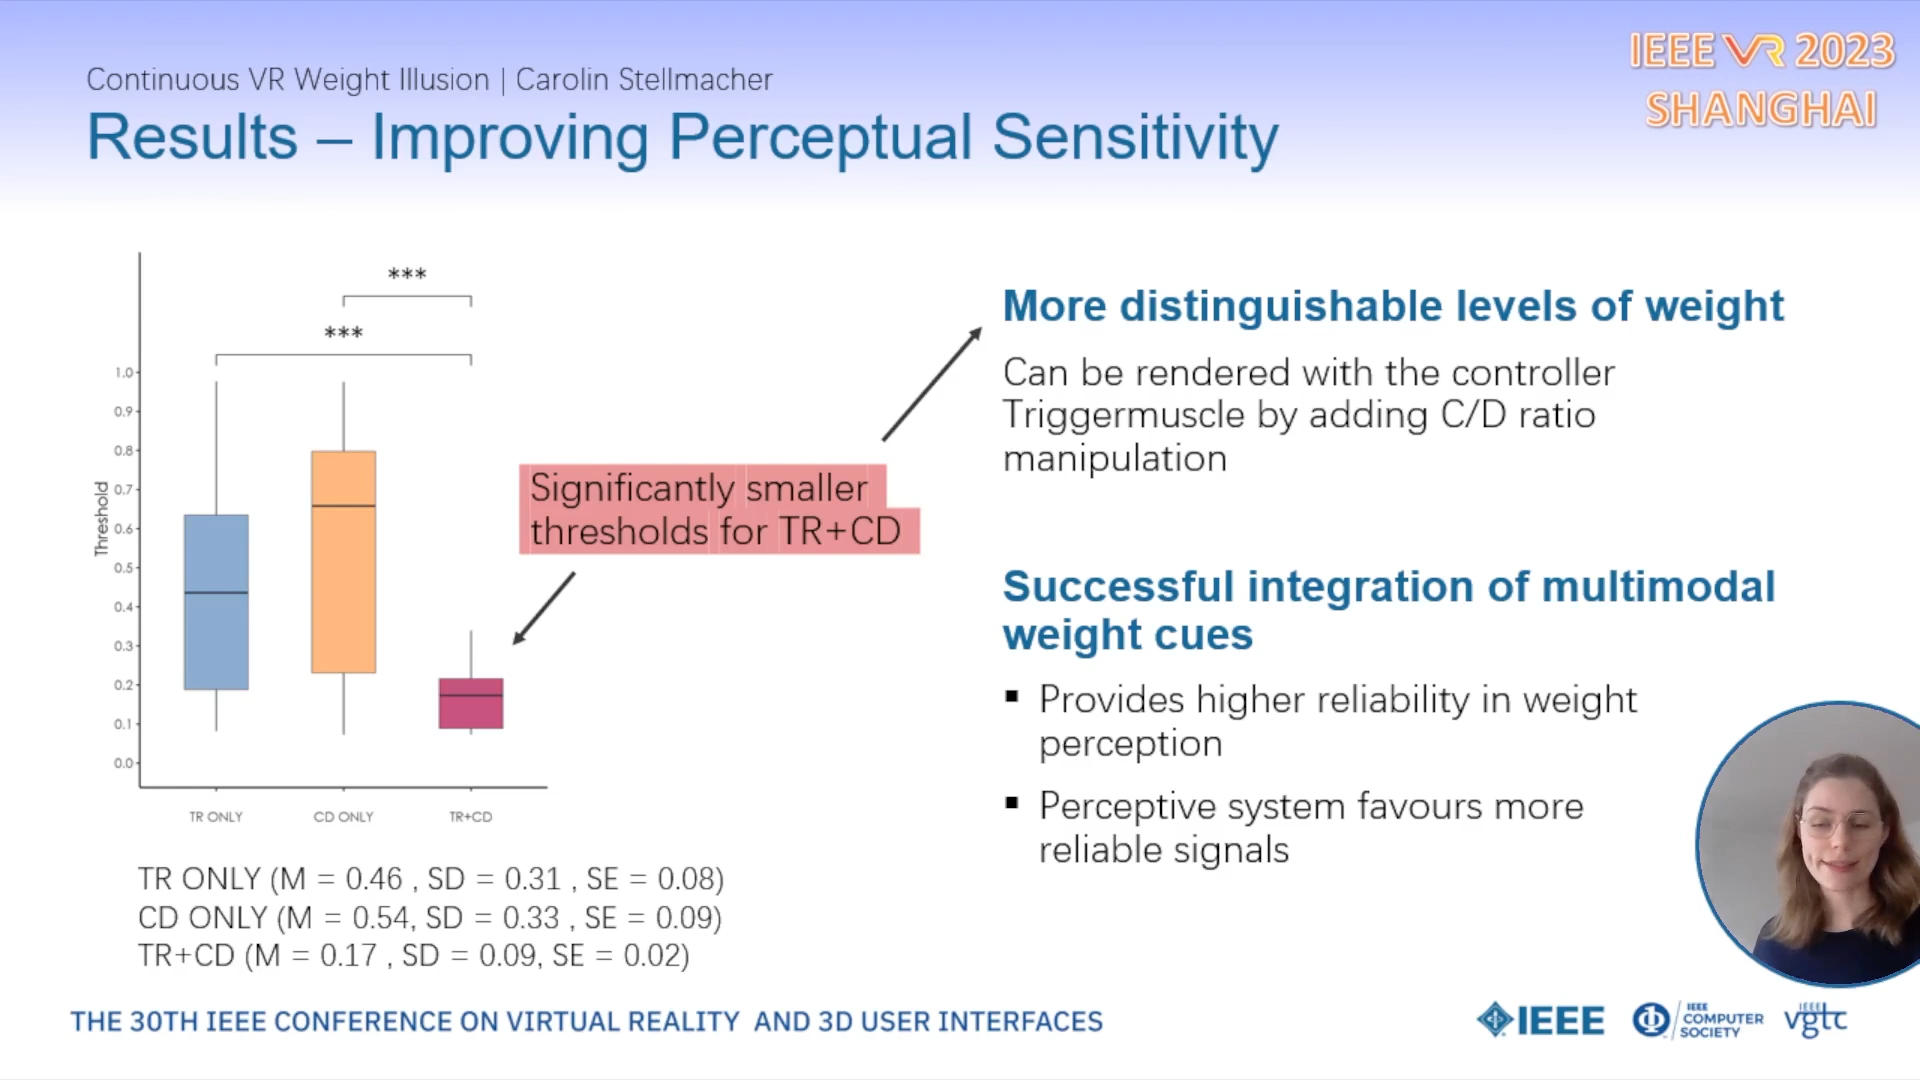 Continuous VR Weight Illusion | Carolin Stellmacher
Results – Improving Perceptual Sensitivity
IEEE VR 2023
SHANGHAI
***
***
1.0
0.9
0.8
0.7
0.6
0.5
0.4
0.3
0.2
0.1
0.0
Threshold
TR ONLY
CD ONLY
TR+CD
Significantly smaller
thresholds for TR+CD
TR ONLY (M = 0.46 , SD = 0.31 , SE = 0.08)
CD ONLY (M = 0.54, SD = 0.33 , SE = 0.09)
TR+CD (M = 0.17 , SD = 0.09, SE = 0.02)
More distinguishable levels of weight
Can be rendered with the controller
Triggermuscle by adding C/D ratio
manipulation
Successful integration of multimodal
weight cues
▪ Provides higher reliability in weight
perception
▪ Perceptive system favours more
reliable signals
THE 30TH IEEE CONFERENCE ON VIRTUAL REALITY AND 3D USER INTERFACES
IEEE
IEEE
COMPUTER
SOCIETY
IEEE
vgtc